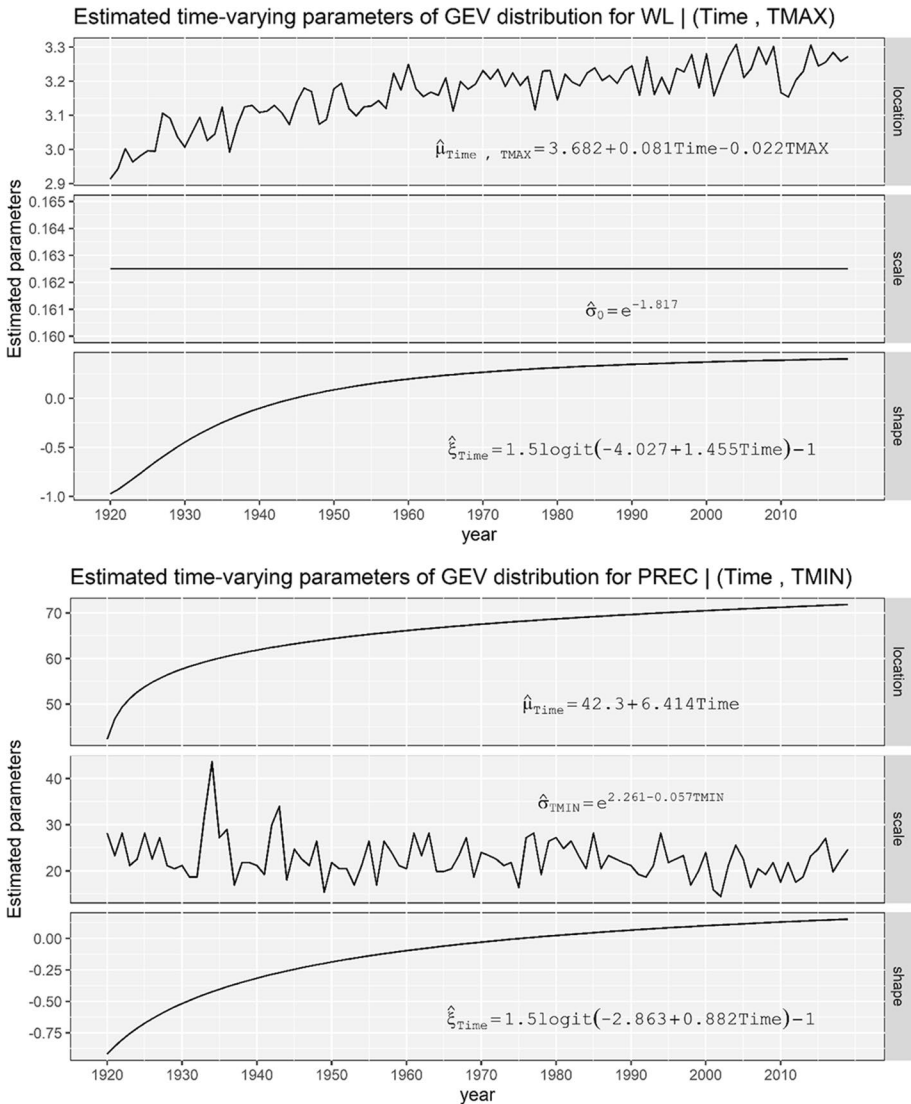 Estimated time-varying parameters of GEV distribution for WL | (Time , TMAX)
3.3
3.2
3.1
3.0
2.9
μ̂Time , TMAX=3.682+0.081Time−0.022TMAX
location
0.165
0.164
0.163
0.162
0.161
0.160
σ̂0=e−1.817
scale
0.0
-0.5
-1.0
ξ̂Time=1.5logit(−4.027+1.455Time)−1
shape
Estimated parameters
1920 1930 1940 1950 1960 1970 1980 1990 2000 2010
year
Estimated time-varying parameters of GEV distribution for PREC | (Time , TMIN)
70
60
50
μ̂Time=42.3+6.414Time
location
40
30
20
σ̂TMIN=e2.261−0.057TMIN
scale
0.00
-0.25
-0.50
-0.75
ξ̂Time=1.5logit(−2.863+0.882Time)−1
shape
Estimated parameters
1920 1930 1940 1950 1960 1970 1980 1990 2000 2010
year